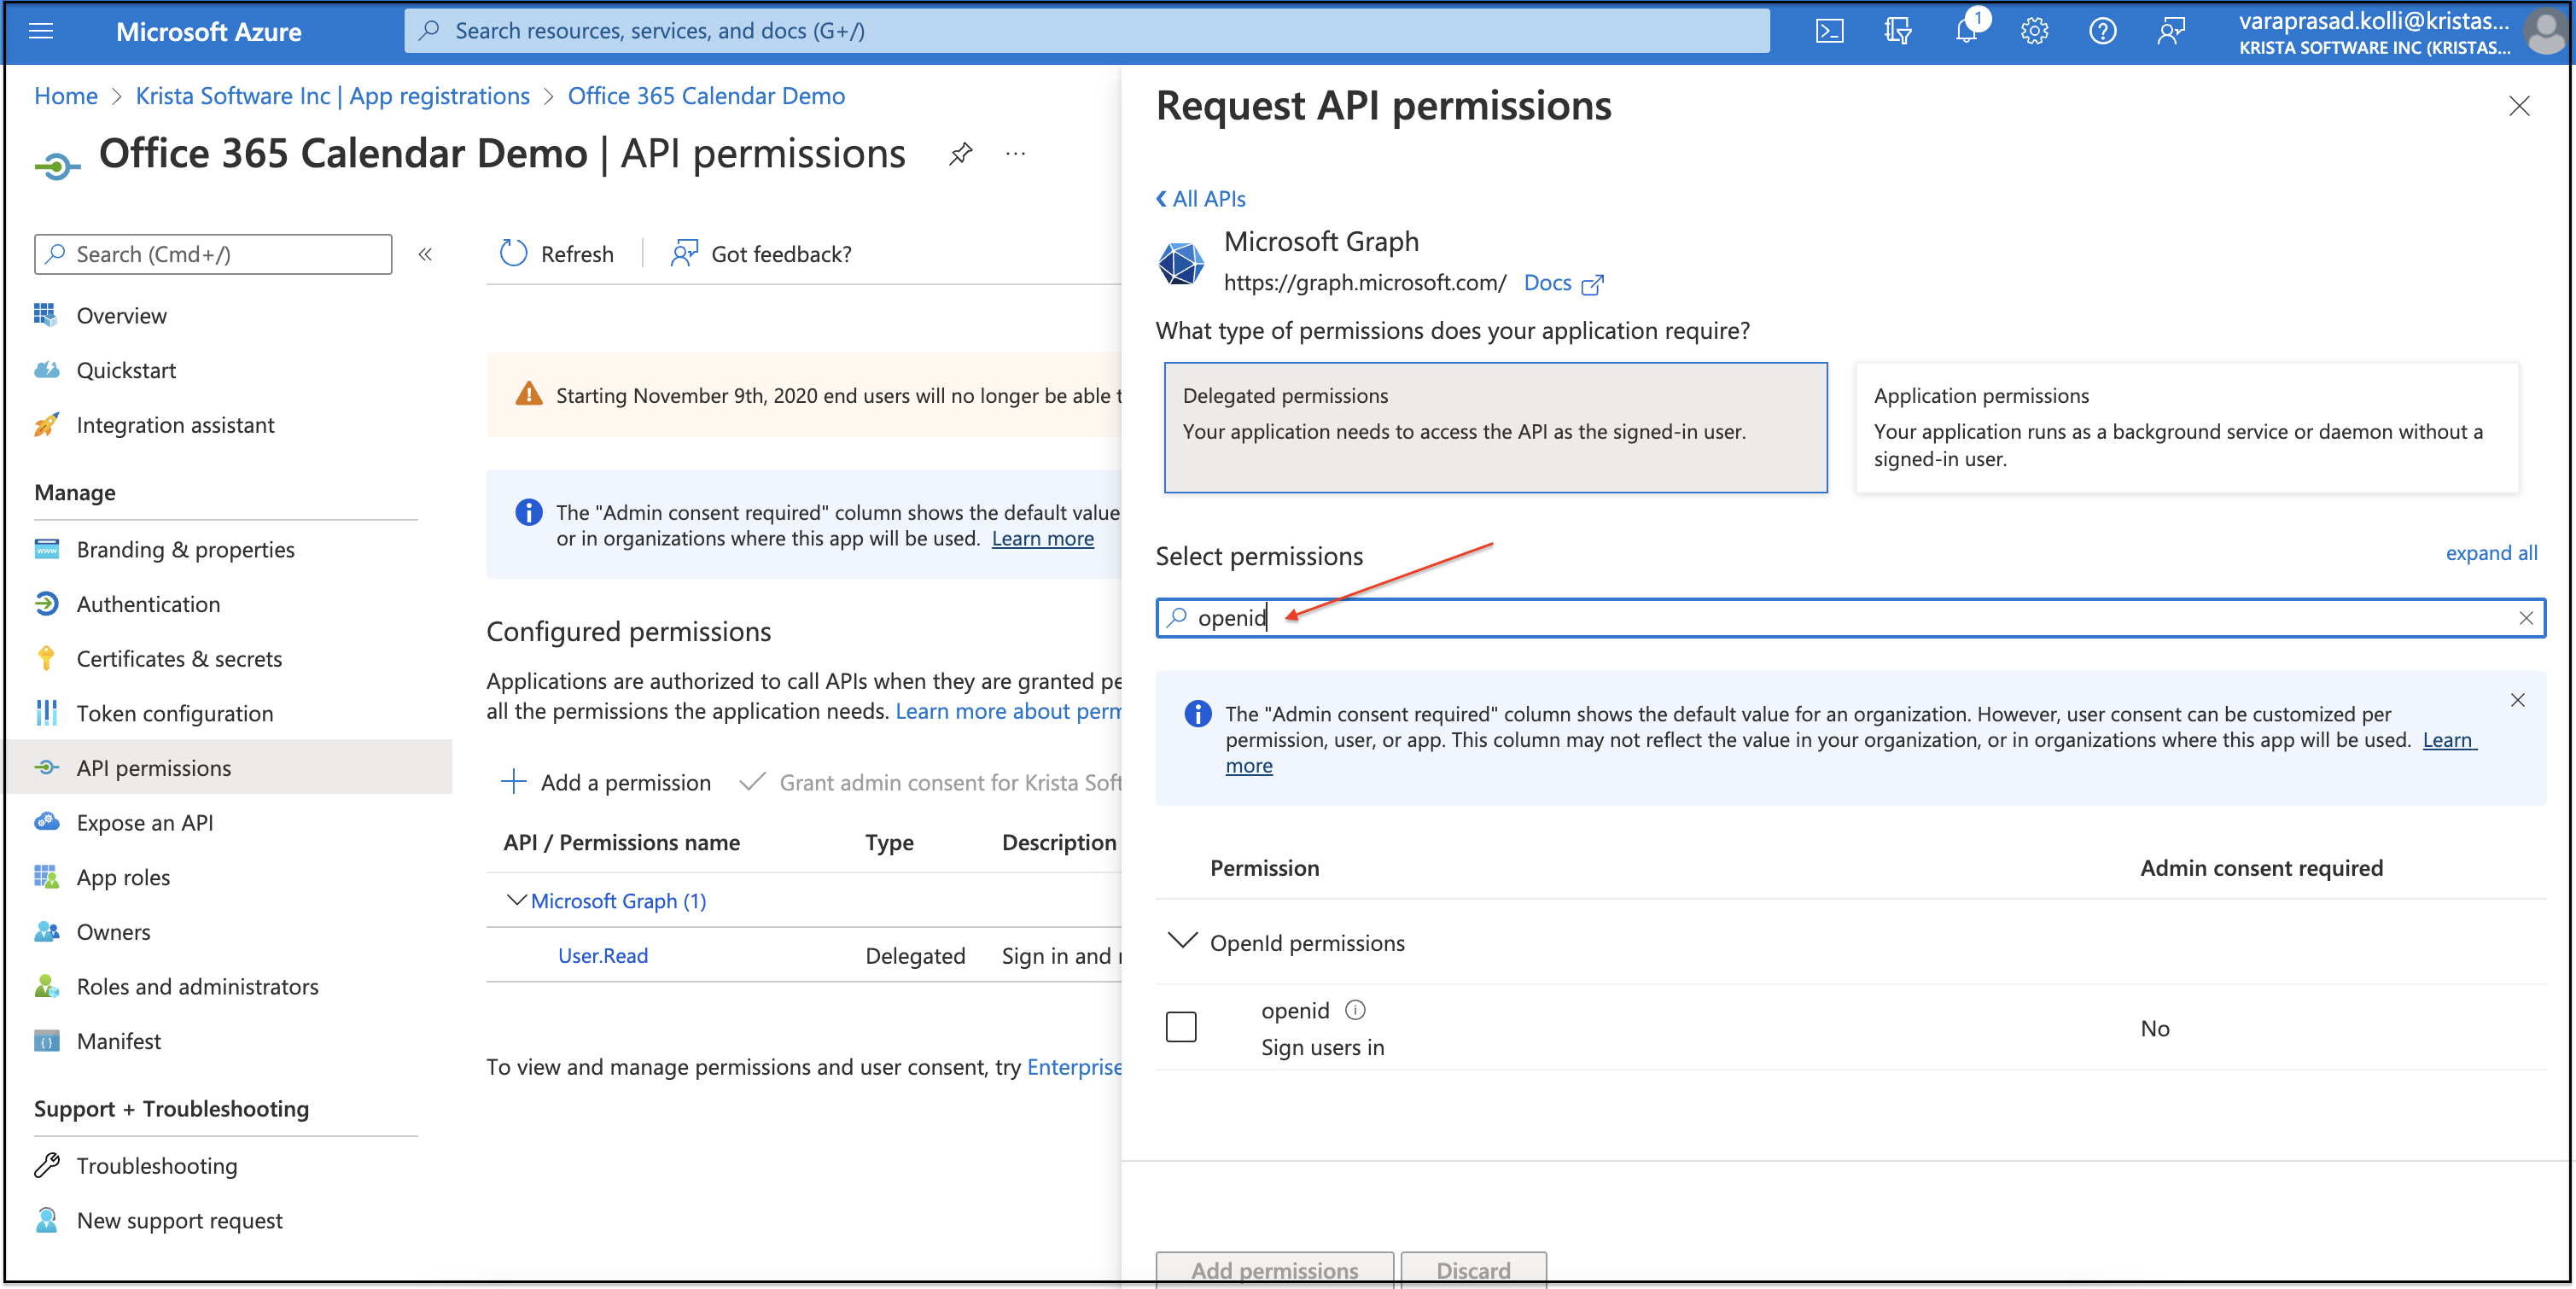 Microsoft Azure
Search resources, services, and docs (G+/)
1
varaprasad.kolli@kristas...
KRISTA SOFTWARE INC (KRISTAS...
Home > Krista Software Inc | App registrations > Office 365 Calendar Demo
Office 365 Calendar Demo | API permissions
Search (Cmd+/)
Overview
Quickstart
Integration assistant
Manage
Branding & properties
Authentication
Certificates & secrets
Token configuration
API permissions
Expose an API
App roles
Owners
Roles and administrators
Manifest
Support + Troubleshooting
Troubleshooting
New support request
Refresh
Got feedback?
Starting November 9th, 2020 end users will no longer be able
The "Admin consent required" column shows the default value
or in organizations where this app will be used. Learn more
Configured permissions
Applications are authorized to call APIs when they are granted
all the permissions the application needs. Learn more about
Add a permission
Grant admin consent for Krista
API / Permissions name Type Description
Microsoft Graph (1)
User.Read Delegated Sign in and
To view and manage permissions and user consent, try Enterprise
Request API permissions
All APIs
Microsoft Graph
https://graph.microsoft.com/ Docs
What type of permissions does your application require?
Delegated permissions
Your application needs to access the API as the signed-in user.
Application permissions
Your application runs as a background service or daemon without a
signed-in user.
Select permissions
expand all
openid
The "Admin consent required" column shows the default value for an organization. However, user consent can be customized per
permission, user, or app. This column may not reflect the value in your organization, or in organizations where this app will be used. Learn
more
Permission Admin consent required
OpenId permissions
openid
Sign users in
No
Add permissions
Discard